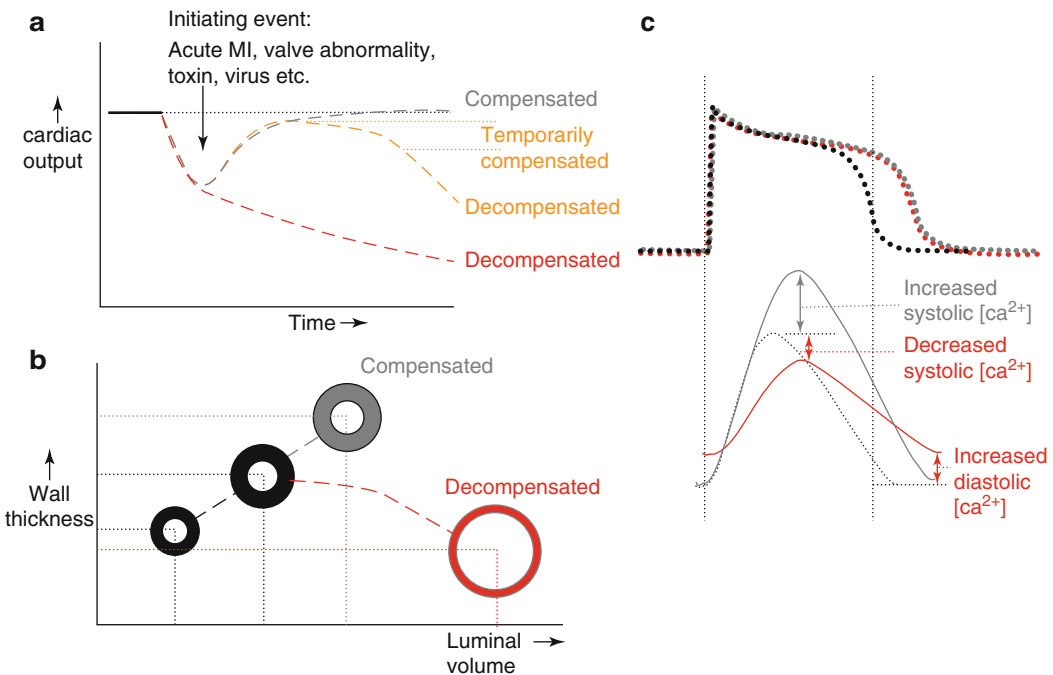 a
Initiating event:
Acute MI, valve abnormality,
toxin, virus etc.
cardiac
output
Compensated
Temporarily
compensated
Decompensated
Decompensated
Time
b
Compensated
Decompensated
Wall
thickness
Luminal
volume
c
Increased
systolic [ca²⁺]
Decreased
systolic [ca²⁺]
Increased
diastolic
[ca²⁺]